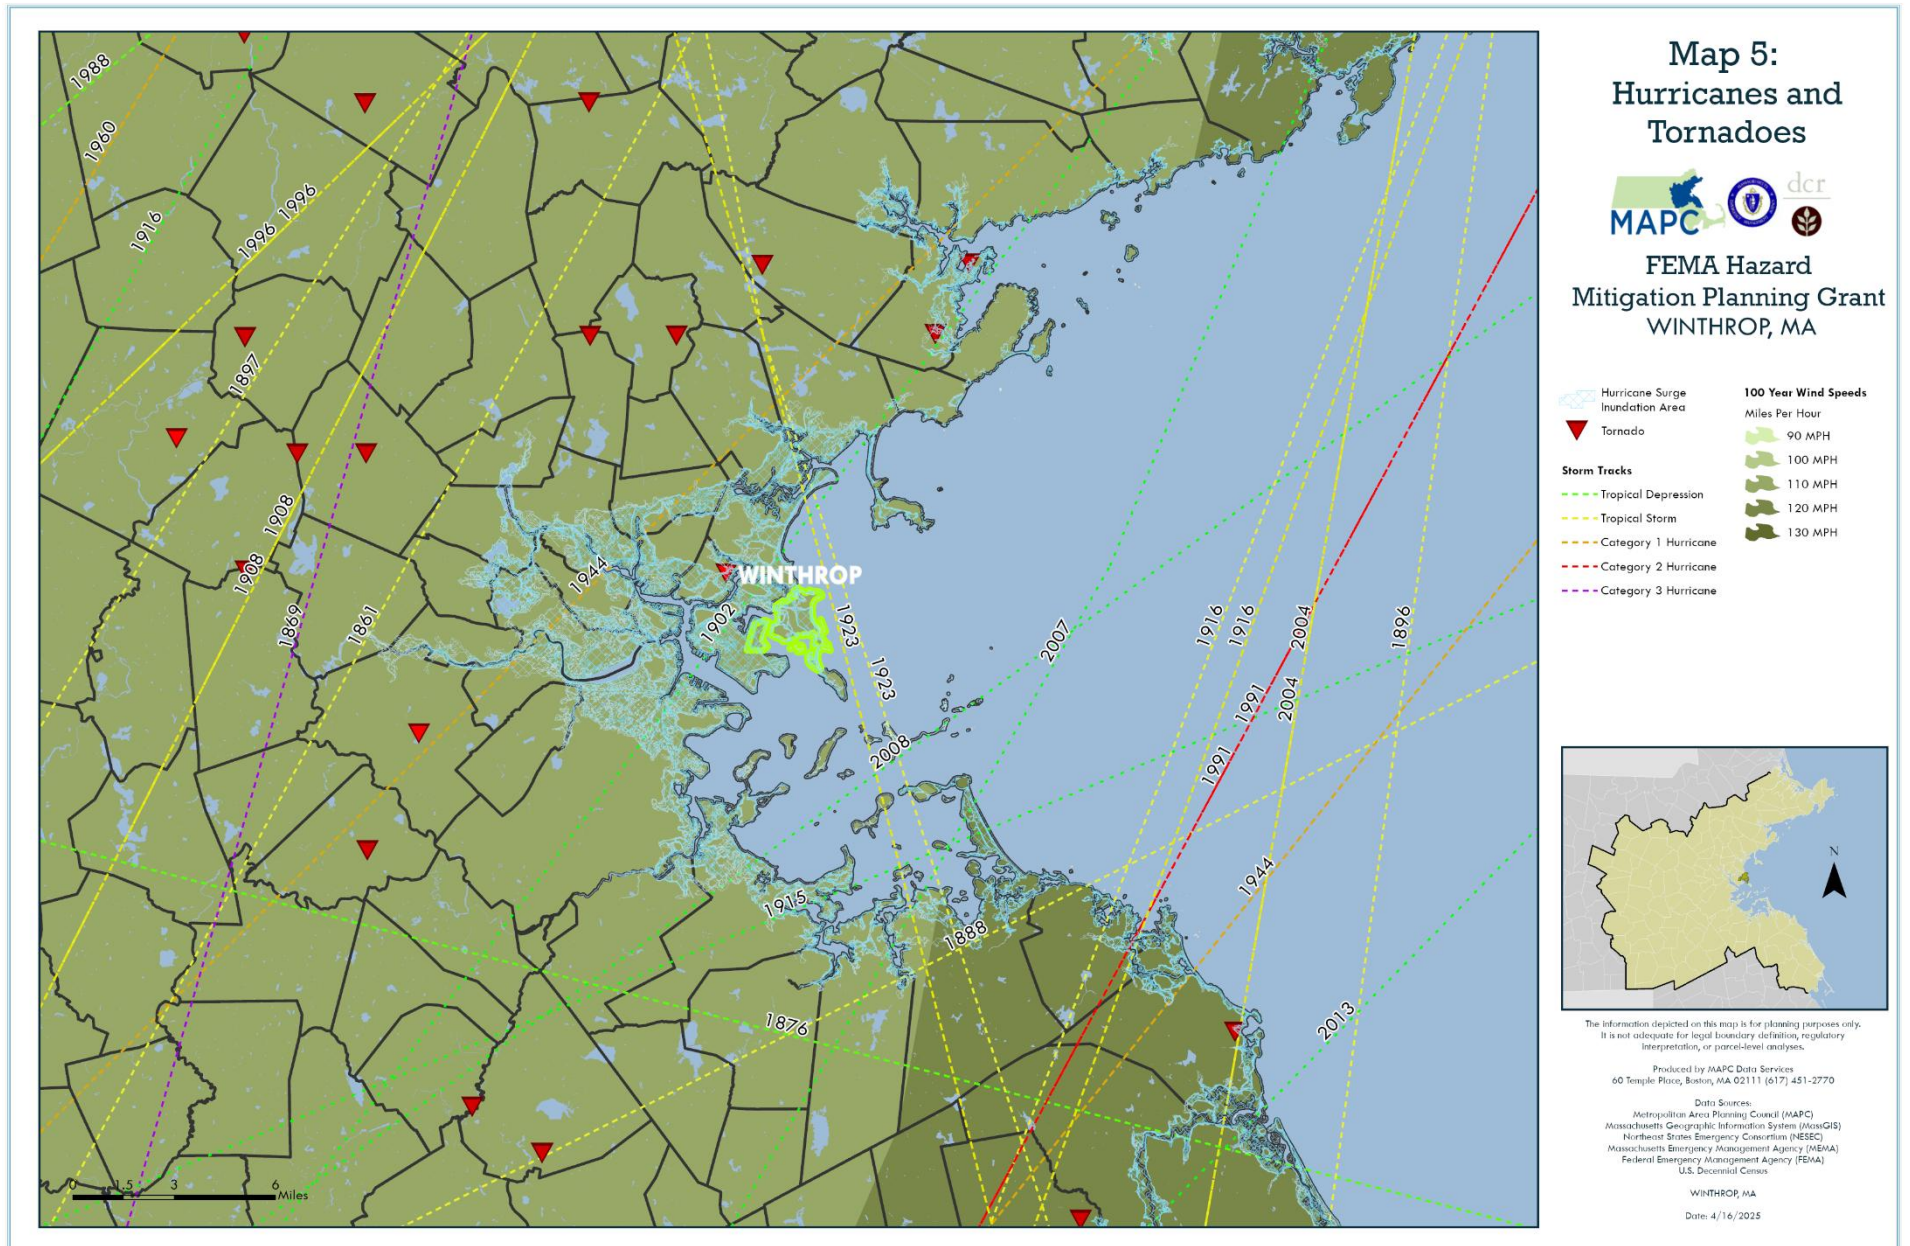 Map 5:
Hurricanes and
Tornadoes
MAPC
dcr
FEMA Hazard
Mitigation Planning Grant
WINTHROP, MA
Hurricane Surge
Inundation Area
Tornado
Storm Tracks
Tropical Depression
Tropical Storm
Category 1 Hurricane
Category 2 Hurricane
Category 3 Hurricane
100 Year Wind Speeds
Miles Per Hour
90 MPH
100 MPH
110 MPH
120 MPH
130 MPH
1988
1960
1916
1996
1996
1897
1908
1908
1869
1861
1944
WINTHROP
1902
1923
1923
2008
2007
1916
1916
2004
2004
1991
1991
1896
1944
1915
1888
1876
2013
0 1.5 3 6
Miles
N
The information depicted on this map is for planning purposes only.
It is not adequate for legal boundary definition, regulatory
interpretation, or parcel-level analyses.
Produced by MAPC Data Services
60 Temple Place, Boston, MA 02111 (617) 451-2770
Data Sources:
Metropolitan Area Planning Council (MAPC)
Massachusetts Geographic Information System (MassGIS)
Northeast States Emergency Consortium (NESEC)
Massachusetts Emergency Management Agency (MEMA)
Federal Emergency Management Agency (FEMA)
U.S. Decennial Census
WINTHROP, MA
Date: 4/16/2025